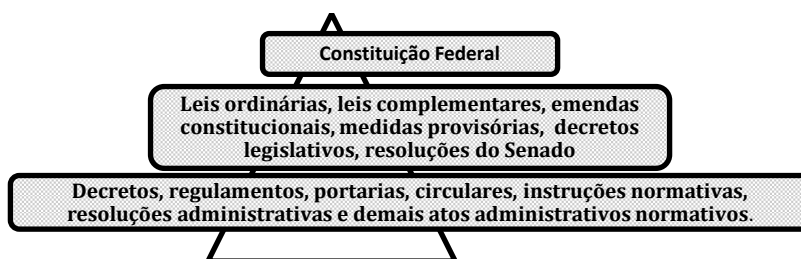 Constituição Federal
Leis ordinárias, leis complementares, emendas
constitucionais, medidas provisórias, decretos
legislativos, resoluções do Senado
Decretos, regulamentos, portarias, circulares, instruções normativas,
resoluções administrativas e demais atos administrativos normativos.